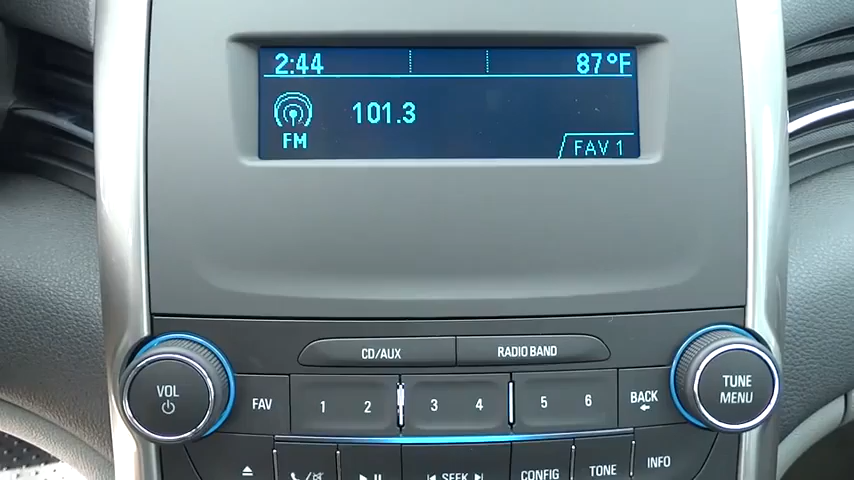 2:44 87°F
101.3
FM
FAV 1
CD/AUX RADIO BAND
VOL
TUNE
MENU
FAV 1 2 3 4 5 6 BACK
SEEK CONFIG TONE INFO